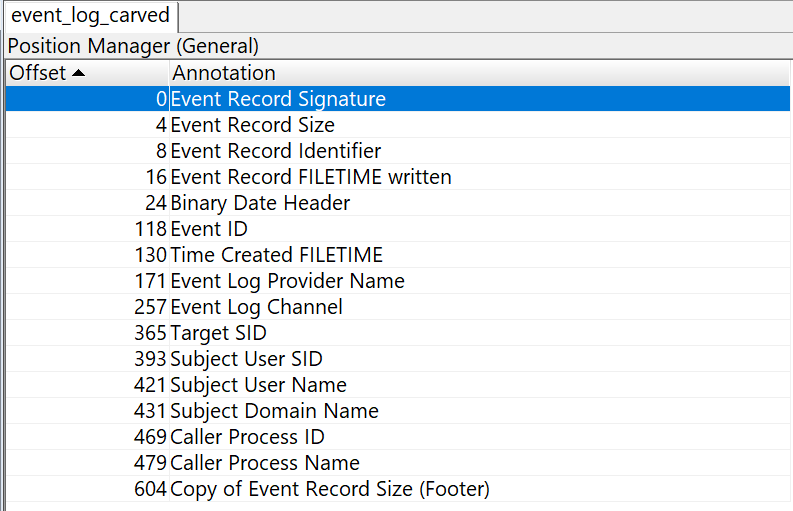 event_log_carved
Position Manager (General)
Offset Annotation
0 Event Record Signature
4 Event Record Size
8 Event Record Identifier
16 Event Record FILETIME written
24 Binary Date Header
118 Event ID
130 Time Created FILETIME
171 Event Log Provider Name
257 Event Log Channel
365 Target SID
393 Subject User SID
421 Subject User Name
431 Subject Domain Name
469 Caller Process ID
479 Caller Process Name
604 Copy of Event Record Size (Footer)